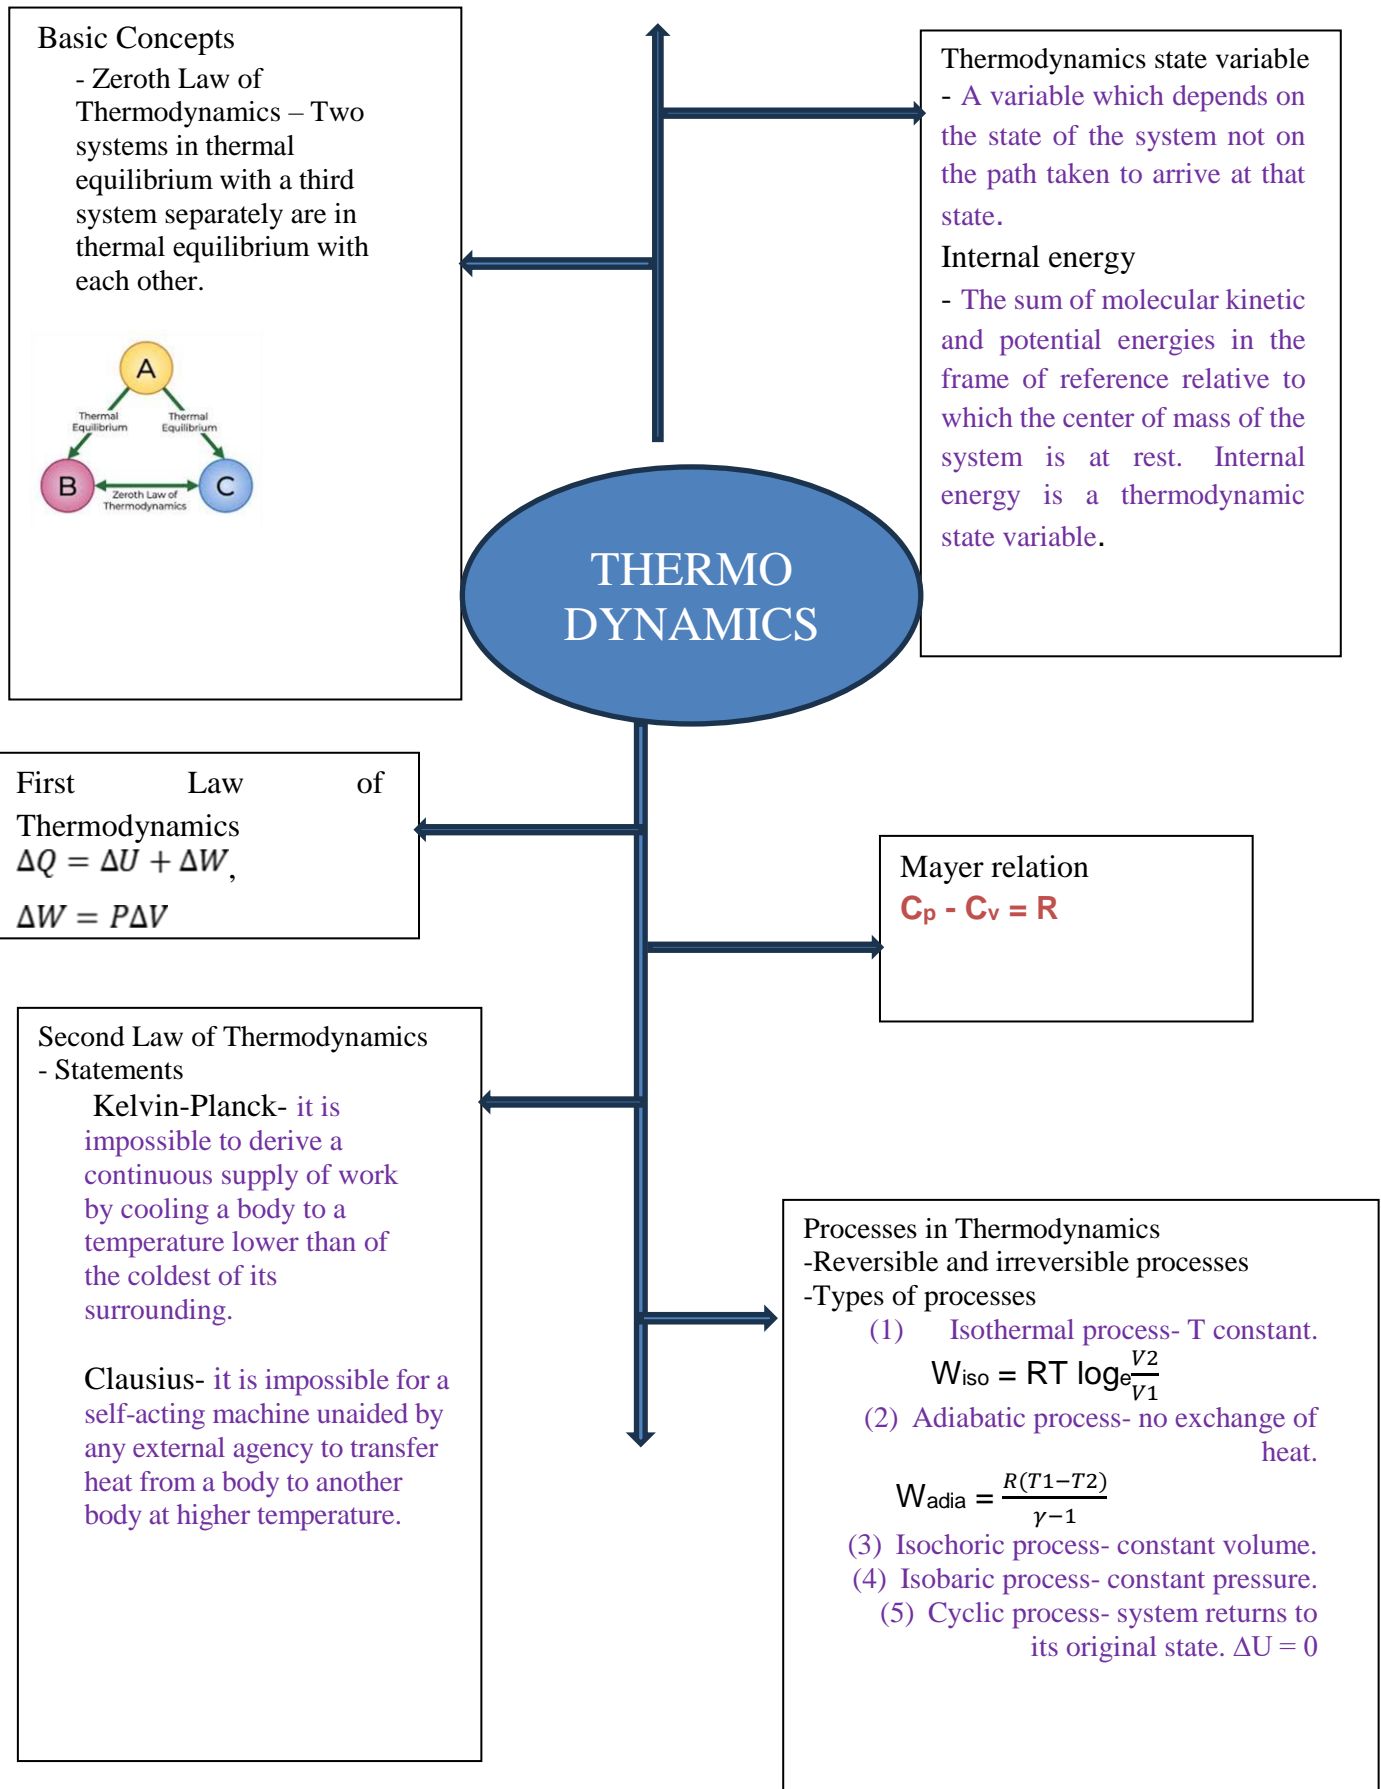 Basic Concepts
- Zeroth Law of
Thermodynamics – Two
systems in thermal
equilibrium with a third
system separately are in
thermal equilibrium with
each other.
A
Thermal
Equilibrium
Thermal
Equilibrium
B
C
Zeroth Law of
Thermodynamics
Thermodynamics state variable
- A variable which depends on
the state of the system not on
the path taken to arrive at that
state.
Internal energy
- The sum of molecular kinetic
and potential energies in the
frame of reference relative to
which the center of mass of the
system is at rest. Internal
energy is a thermodynamic
state variable.
THERMO
DYNAMICS
First Law of
Thermodynamics
ΔQ = ΔU + ΔW,
ΔW = PΔV
Mayer relation
Cp - Cv = R
Second Law of Thermodynamics
- Statements
Kelvin-Planck- it is
impossible to derive a
continuous supply of work
by cooling a body to a
temperature lower than of
the coldest of its
surrounding.
Clausius- it is impossible for a
self-acting machine unaided by
any external agency to transfer
heat from a body to another
body at higher temperature.
Processes in Thermodynamics
-Reversible and irreversible processes
-Types of processes
(1) Isothermal process- T constant.
Wiso = RT loge V2/V1
(2) Adiabatic process- no exchange of
heat.
Wadia = R(T1−T2)/γ−1
(3) Isochoric process- constant volume.
(4) Isobaric process- constant pressure.
(5) Cyclic process- system returns to
its original state. ΔU = 0